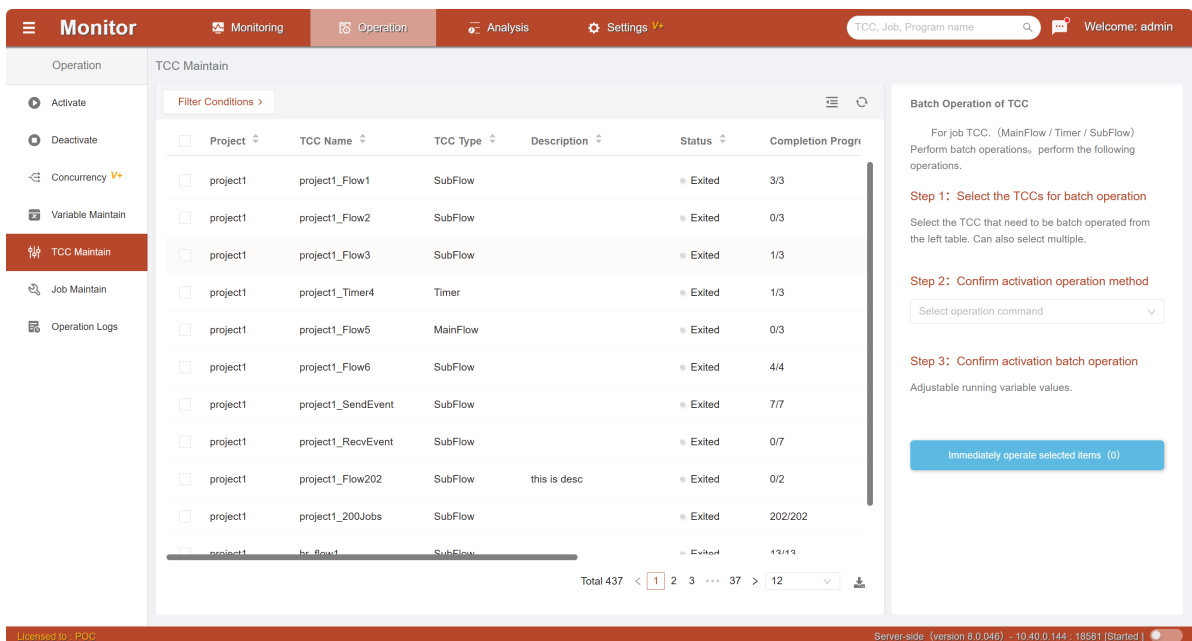 Monitor
Monitoring
Operation
Analysis
Settings V+
TCC, Job, Program name
Welcome: admin
Operation
Activate
Deactivate
Concurrency V+
Variable Maintain
TCC Maintain
Job Maintain
Operation Logs
TCC Maintain
Filter Conditions >
Project TCC Name TCC Type Description Status Completion Progre
project1 project1_Flow1 SubFlow Exited 3/3
project1 project1_Flow2 SubFlow Exited 0/3
project1 project1_Flow3 SubFlow Exited 1/3
project1 project1_Timer4 Timer Exited 1/3
project1 project1_Flow5 MainFlow Exited 0/3
project1 project1_Flow6 SubFlow Exited 4/4
project1 project1_SendEvent SubFlow Exited 7/7
project1 project1_RecvEvent SubFlow Exited 0/7
project1 project1_Flow202 SubFlow this is desc Exited 0/2
project1 project1_200Jobs SubFlow Exited 202/202
project1 hr_flow1 SubFlow Exited 13/13
Total 437 < 1 2 3 ••• 37 > 12
Batch Operation of TCC
For job TCC.（MainFlow / Timer / SubFlow）
Perform batch operations。perform the following
operations.
Step 1：Select the TCCs for batch operation
Select the TCC that need to be batch operated from
the left table. Can also select multiple.
Step 2：Confirm activation operation method
Select operation command
Step 3：Confirm activation batch operation
Adjustable running variable values.
Immediately operate selected items（0）
Licensed to : POC
Server-side（version 8.0.046）- 10.40.0.144 : 18581 [Started ]